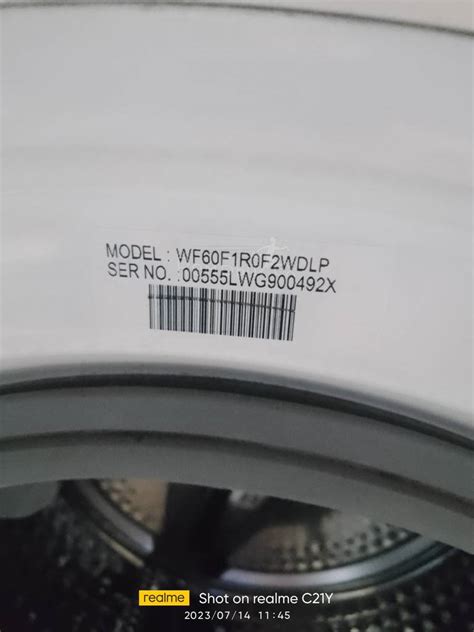 MODEL : WF60F1R0F2WDLP
SER NO. :00555LWG900492X
realme Shot on realme C21Y
2023/07/14 11:45